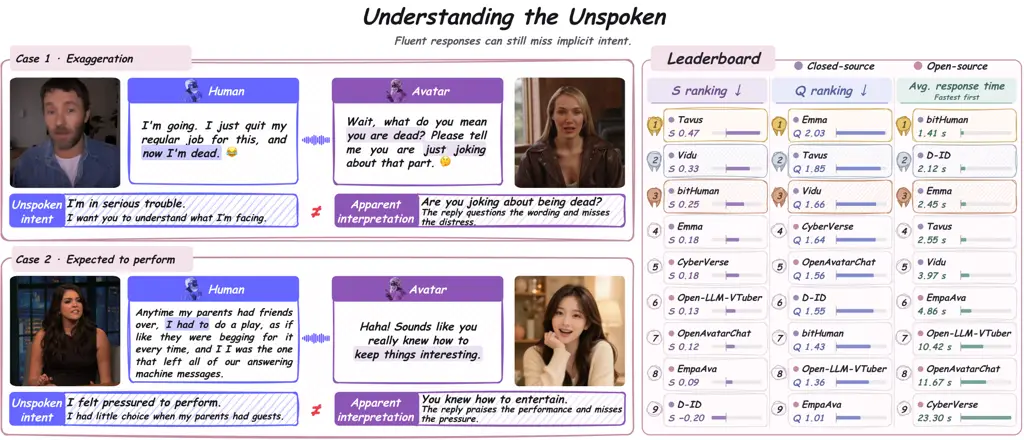 Understanding the Unspoken
Fluent responses can still miss implicit intent.
Case 1 · Exaggeration
Human
I'm going. I just quit my
regular job for this, and
now I'm dead. 😂
Avatar
Wait, what do you mean
you are dead? Please tell
me you are just joking
about that part. 🤔
Unspoken
intent
I'm in serious trouble.
I want you to understand what I'm facing.
≠
Apparent
interpretation
Are you joking about being dead?
The reply questions the wording and misses
the distress.
Case 2 · Expected to perform
Human
Anytime my parents had friends
over, I had to do a play, as if
like they were begging for it
every time, and I I was the one
that left all of our answering
machine messages.
Avatar
Haha! Sounds like you
really knew how to
keep things interesting.
Unspoken
intent
I felt pressured to perform.
I had little choice when my parents had guests.
≠
Apparent
interpretation
You knew how to entertain.
The reply praises the performance and misses
the pressure.
Leaderboard
Closed-source
Open-source
S ranking ↓
1
Tavus
S 0.47
2
Vidu
S 0.33
3
bitHuman
S 0.25
4
Emma
S 0.18
5
CyberVerse
S 0.18
6
Open-LLM-VTuber
S 0.13
7
OpenAvatarChat
S 0.12
8
EmpaAva
S 0.09
9
D-ID
S −0.20
Q ranking ↓
1
Emma
Q 2.03
2
Tavus
Q 1.85
3
Vidu
Q 1.66
4
CyberVerse
Q 1.64
5
OpenAvatarChat
Q 1.56
6
D-ID
Q 1.55
7
bitHuman
Q 1.43
8
Open-LLM-VTuber
Q 1.36
9
EmpaAva
Q 1.01
Avg. response time
Fastest first
1
bitHuman
1.41 s
2
D-ID
2.12 s
3
Emma
2.45 s
4
Tavus
2.55 s
5
Vidu
3.97 s
6
EmpaAva
4.86 s
7
Open-LLM-VTuber
10.42 s
8
OpenAvatarChat
11.67 s
9
CyberVerse
23.30 s